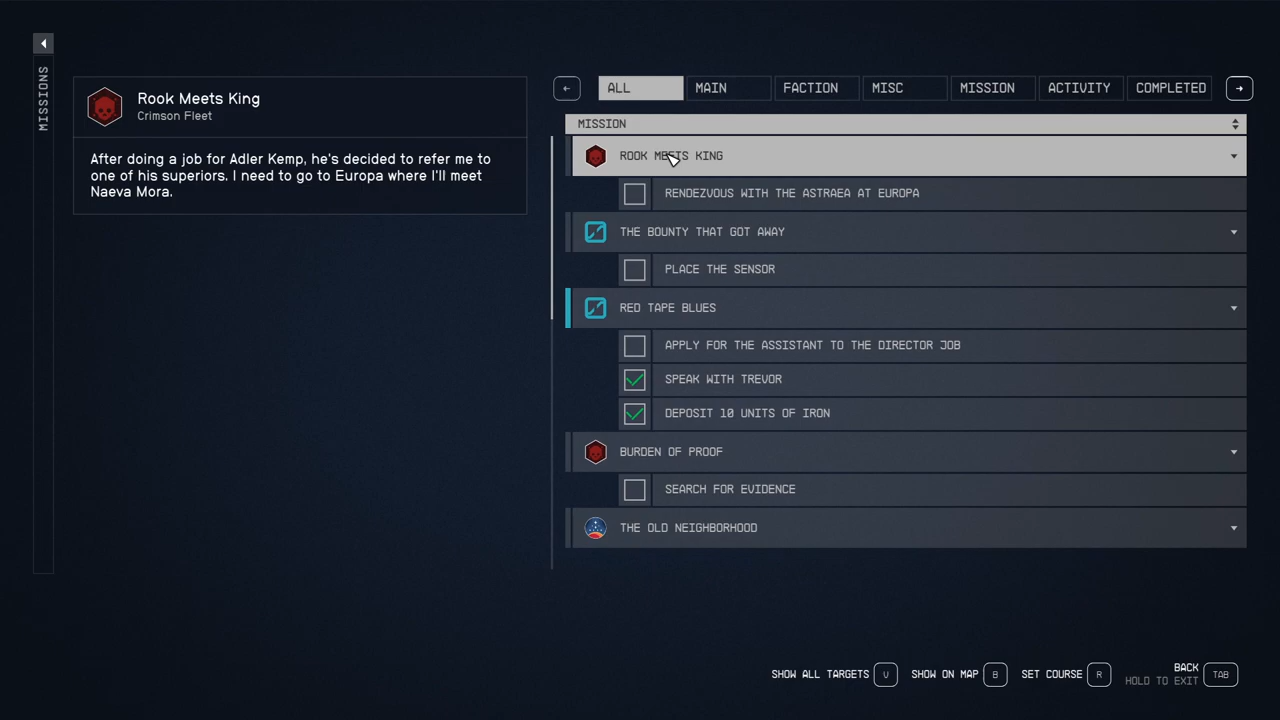 MISSIONS
Rook Meets King
Crimson Fleet
After doing a job for Adler Kemp, he's decided to refer me to
one of his superiors. I need to go to Europa where I'll meet
Naeva Mora.
ALL MAIN FACTION MISC MISSION ACTIVITY COMPLETED
MISSION
ROOK MEETS KING
RENDEZVOUS WITH THE ASTRAEA AT EUROPA
THE BOUNTY THAT GOT AWAY
PLACE THE SENSOR
RED TAPE BLUES
APPLY FOR THE ASSISTANT TO THE DIRECTOR JOB
SPEAK WITH TREVOR
DEPOSIT 10 UNITS OF IRON
BURDEN OF PROOF
SEARCH FOR EVIDENCE
THE OLD NEIGHBORHOOD
SHOW ALL TARGETS V SHOW ON MAP B SET COURSE R BACK TAB
HOLD TO EXIT